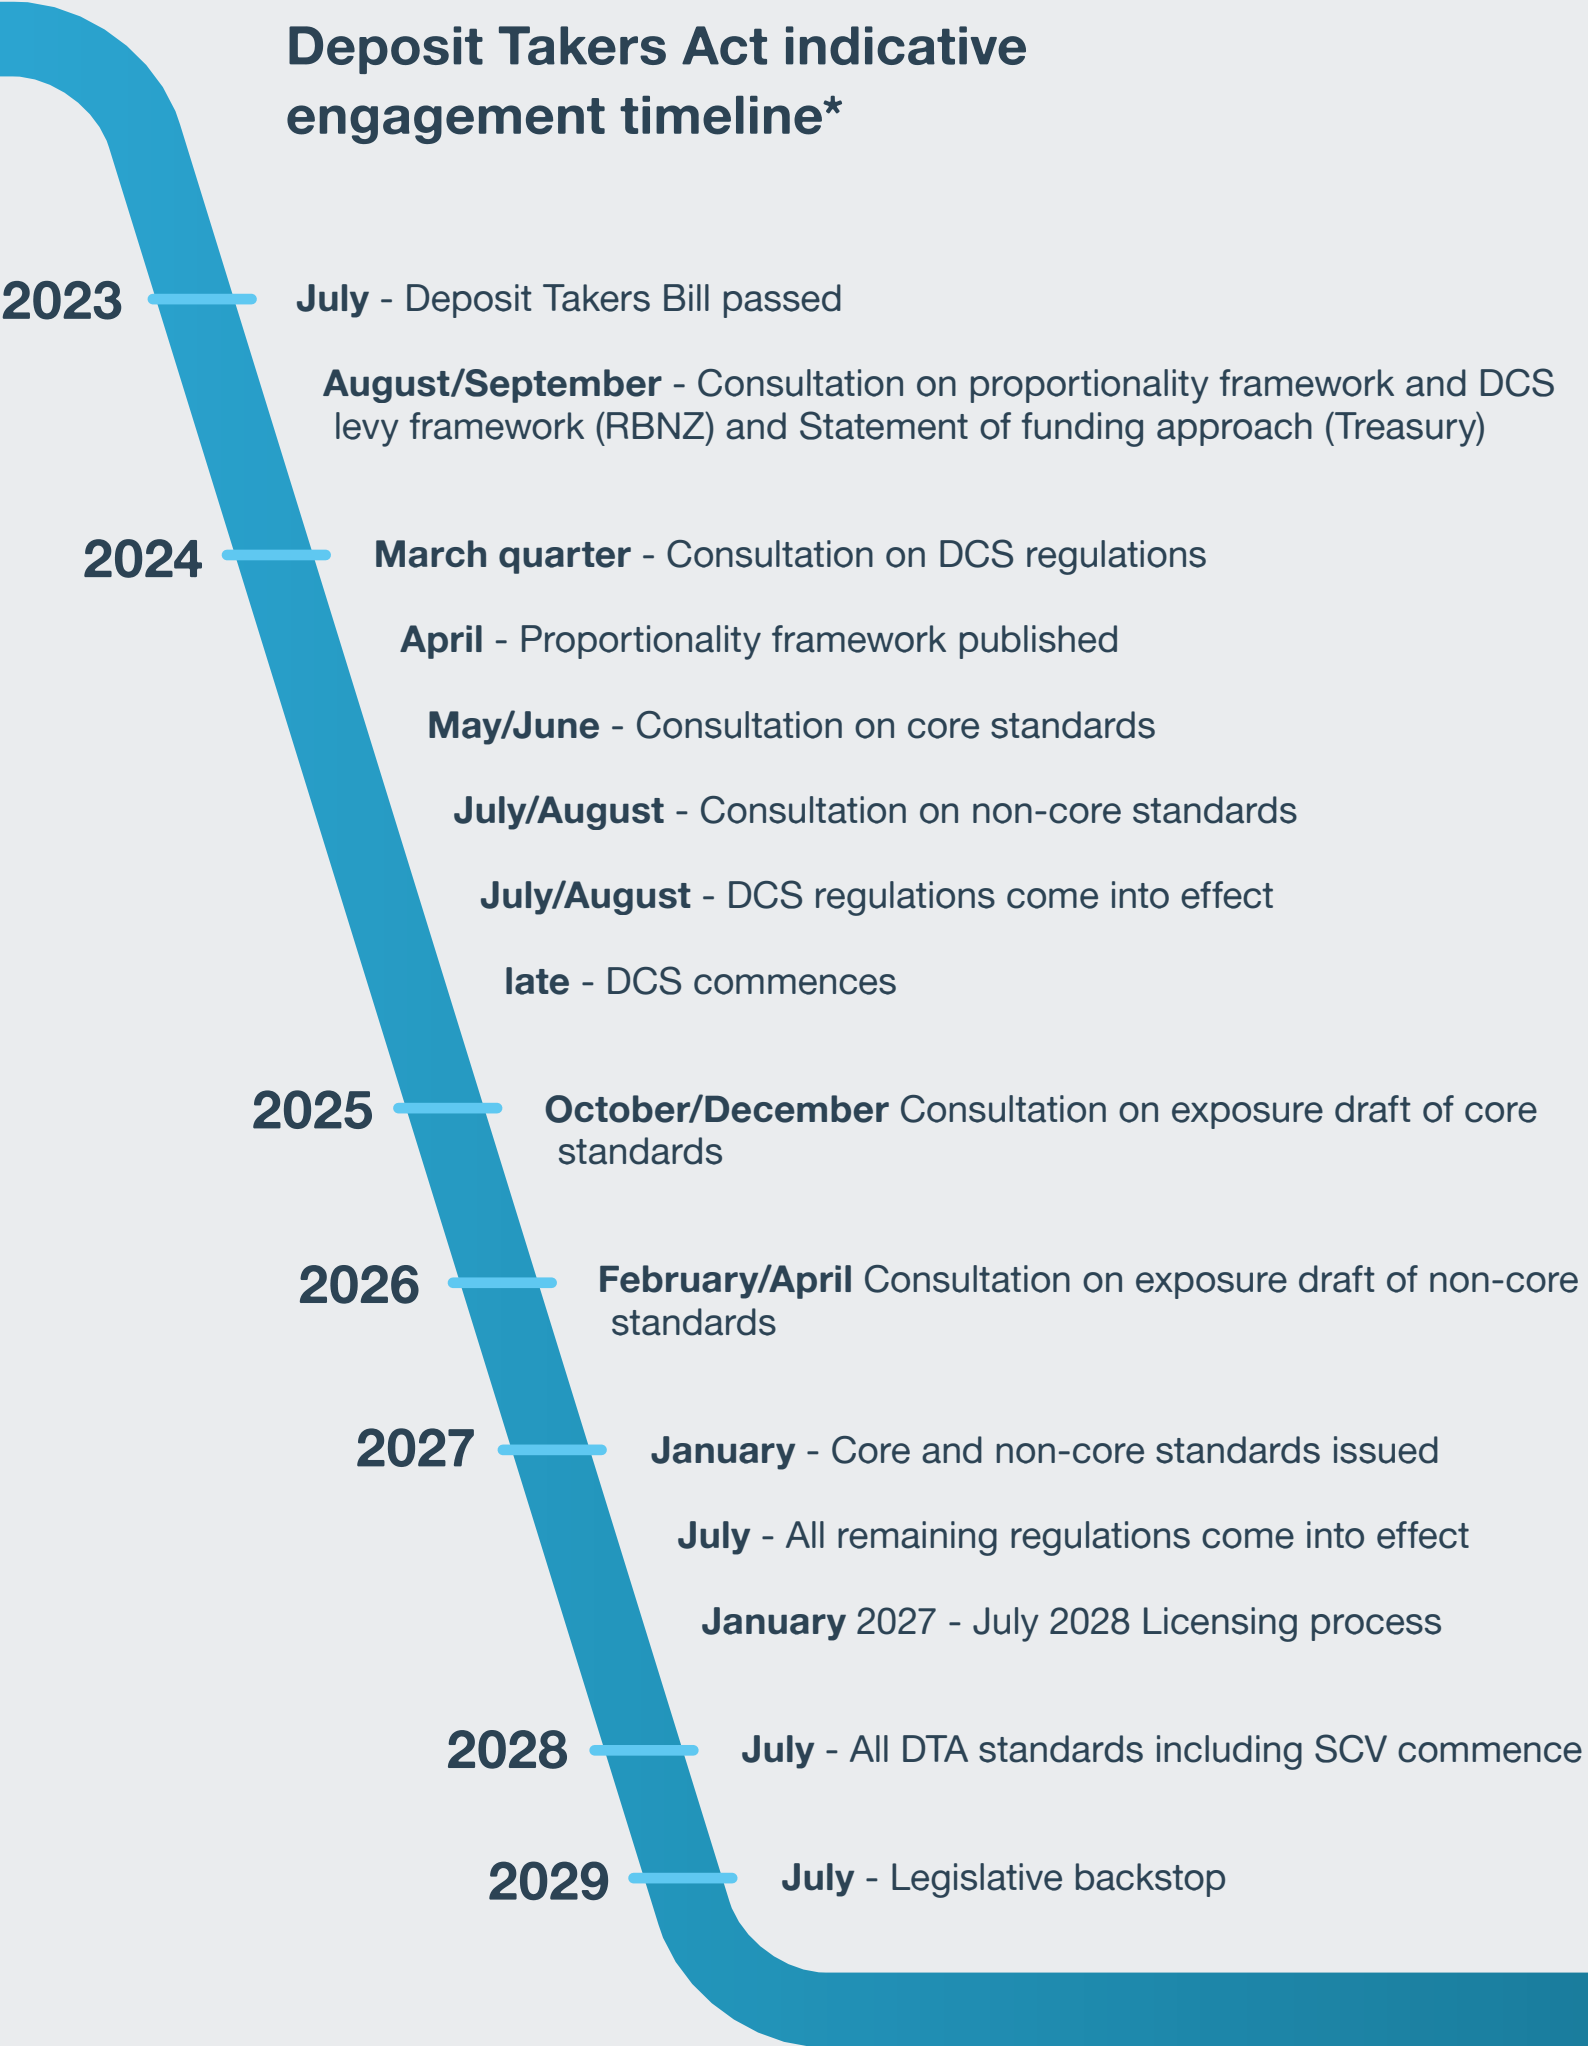 Deposit Takers Act indicative
engagement timeline*
2023
July - Deposit Takers Bill passed
August/September - Consultation on proportionality framework and DCS
levy framework (RBNZ) and Statement of funding approach (Treasury)
2024
March quarter - Consultation on DCS regulations
April - Proportionality framework published
May/June - Consultation on core standards
July/August - Consultation on non-core standards
July/August - DCS regulations come into effect
late - DCS commences
2025
October/December Consultation on exposure draft of core
standards
2026
February/April Consultation on exposure draft of non-core
standards
2027
January - Core and non-core standards issued
July - All remaining regulations come into effect
January 2027 - July 2028 Licensing process
2028
July - All DTA standards including SCV commence
2029
July - Legislative backstop